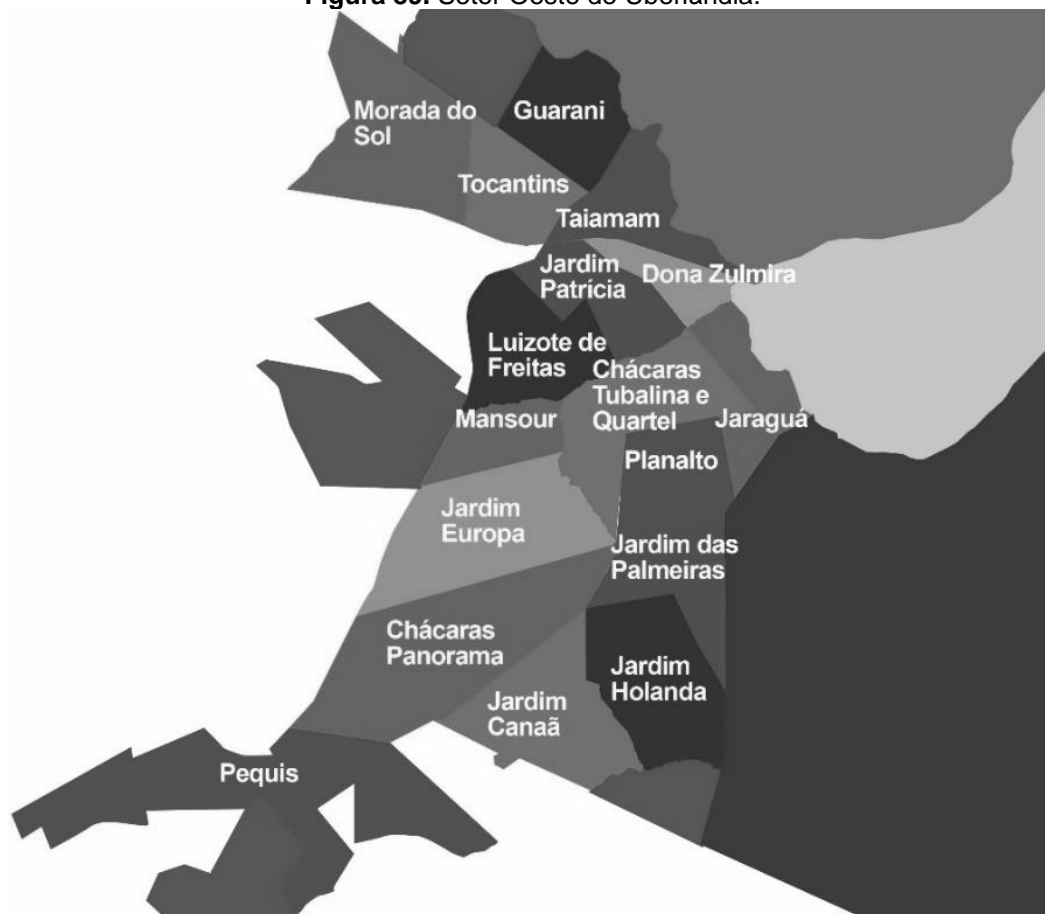 Morada do
Sol
Guarani
Tocantins
Taiamam
Jardim
Patrícia
Dona Zulmira
Luizote de
Freitas
Chácaras
Tubalina e
Quartel
Mansour
Jaraguá
Planalto
Jardim
Europa
Jardim das
Palmeiras
Chácaras
Panorama
Jardim
Holanda
Jardim
Canaã
Pequis